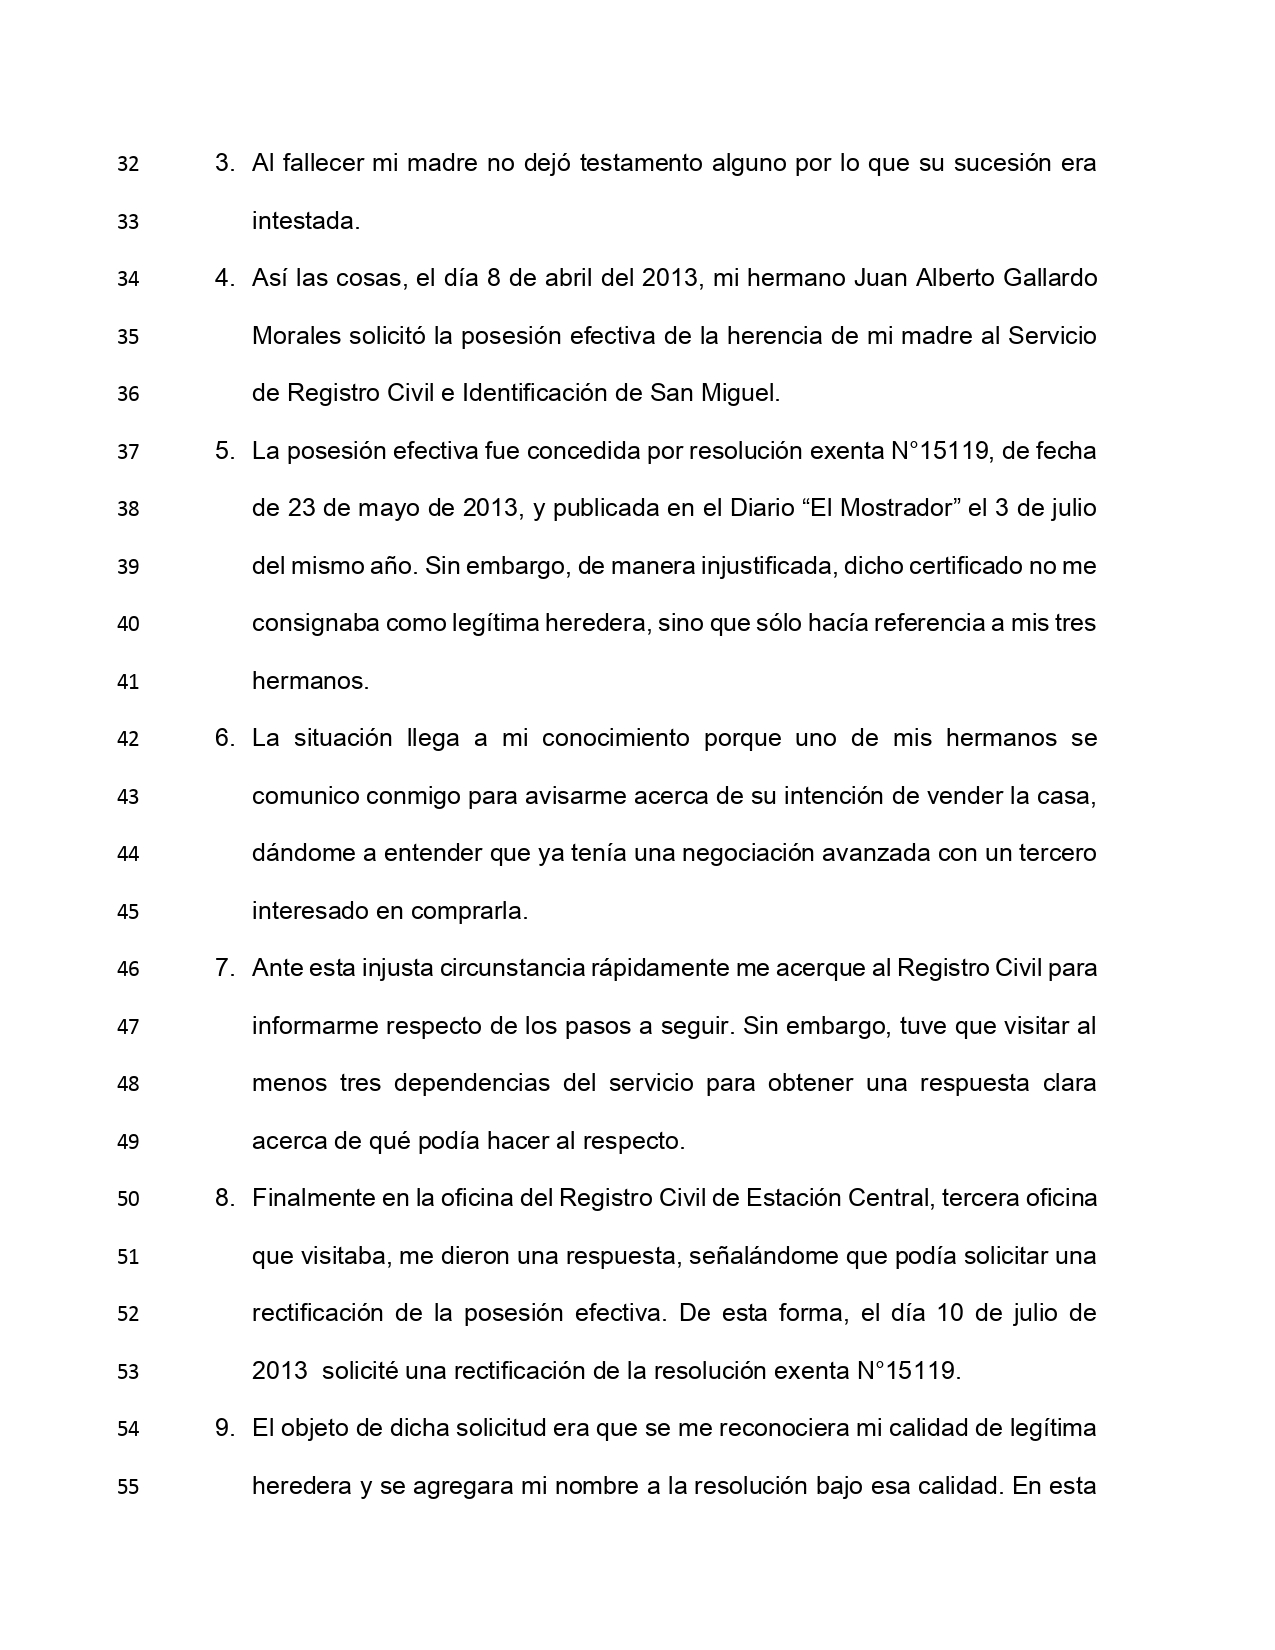 32 3. Al fallecer mi madre no dejó testamento alguno por lo que su sucesión era
33 intestada.
34 4. Así las cosas, el día 8 de abril del 2013, mi hermano Juan Alberto Gallardo
35 Morales solicitó la posesión efectiva de la herencia de mi madre al Servicio
36 de Registro Civil e Identificación de San Miguel.
37 5. La posesión efectiva fue concedida por resolución exenta N°15119, de fecha
38 de 23 de mayo de 2013, y publicada en el Diario “El Mostrador” el 3 de julio
39 del mismo año. Sin embargo, de manera injustificada, dicho certificado no me
40 consignaba como legítima heredera, sino que sólo hacía referencia a mis tres
41 hermanos.
42 6. La situación llega a mi conocimiento porque uno de mis hermanos se
43 comunico conmigo para avisarme acerca de su intención de vender la casa,
44 dándome a entender que ya tenía una negociación avanzada con un tercero
45 interesado en comprarla.
46 7. Ante esta injusta circunstancia rápidamente me acerque al Registro Civil para
47 informarme respecto de los pasos a seguir. Sin embargo, tuve que visitar al
48 menos tres dependencias del servicio para obtener una respuesta clara
49 acerca de qué podía hacer al respecto.
50 8. Finalmente en la oficina del Registro Civil de Estación Central, tercera oficina
51 que visitaba, me dieron una respuesta, señalándome que podía solicitar una
52 rectificación de la posesión efectiva. De esta forma, el día 10 de julio de
53 2013  solicité una rectificación de la resolución exenta N°15119.
54 9. El objeto de dicha solicitud era que se me reconociera mi calidad de legítima
55 heredera y se agregara mi nombre a la resolución bajo esa calidad. En esta